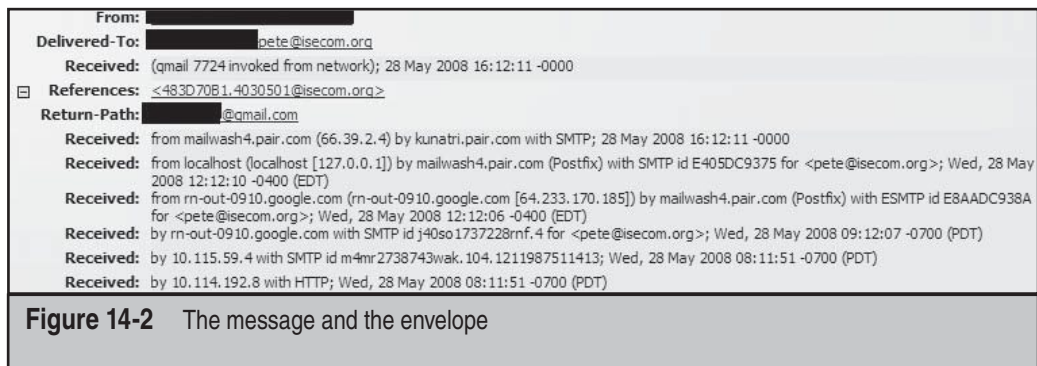 From:
Delivered-To: pete@isecom.org
Received: (qmail 7724 invoked from network); 28 May 2008 16:12:11 -0000
References: <483D70B1.4030501@isecom.org>
Return-Path: @gmail.com
Received: from mailwash4.pair.com (66.39.2.4) by kunatri.pair.com with SMTP; 28 May 2008 16:12:11 -0000
Received: from localhost (localhost [127.0.0.1]) by mailwash4.pair.com (Postfix) with SMTP id E405DC9375 for <pete@isecom.org>; Wed, 28 May
2008 12:12:10 -0400 (EDT)
Received: from rn-out-0910.google.com (rn-out-0910.google.com [64.233.170.185]) by mailwash4.pair.com (Postfix) with ESMTP id E8AADC938A
for <pete@isecom.org>; Wed, 28 May 2008 12:12:06 -0400 (EDT)
Received: by rn-out-0910.google.com with SMTP id j40so1737228rnf.4 for <pete@isecom.org>; Wed, 28 May 2008 09:12:07 -0700 (PDT)
Received: by 10.115.59.4 with SMTP id m4mr2738743wak.104.1211987511413; Wed, 28 May 2008 08:11:51 -0700 (PDT)
Received: by 10.114.192.8 with HTTP; Wed, 28 May 2008 08:11:51 -0700 (PDT)
Figure 14-2 The message and the envelope